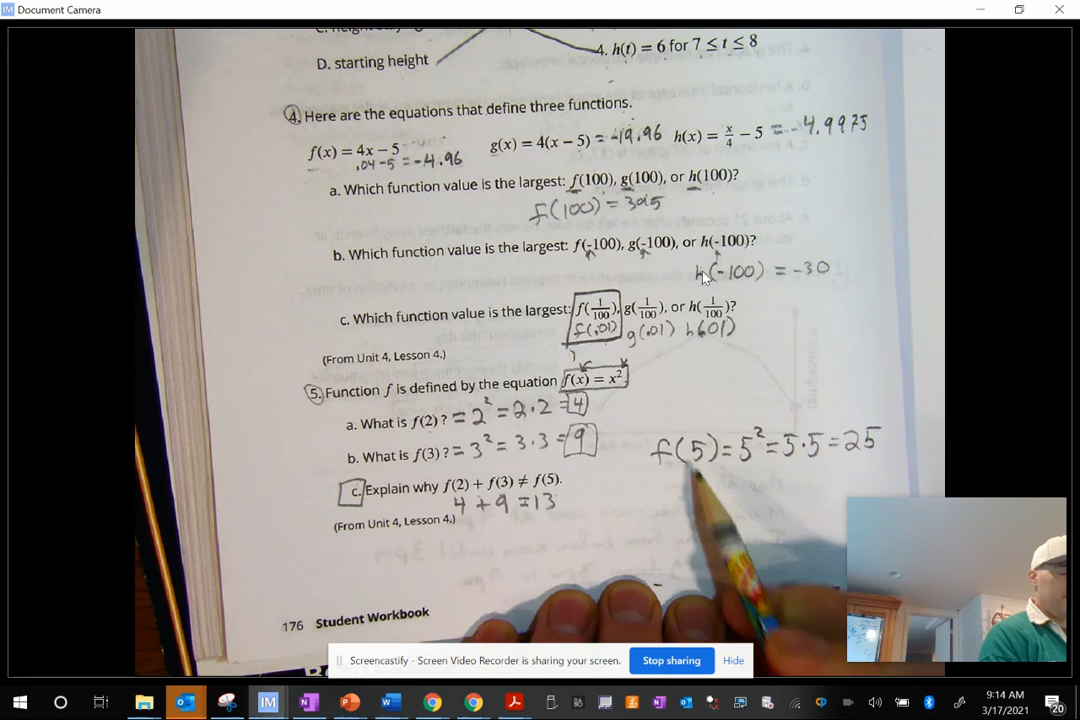 Document Camera
D. starting height
4. h(t) = 6 for 7 ≤ t ≤ 8
4. Here are the equations that define three functions.
f(x) = 4x − 5 g(x) = 4(x − 5) = -19.96 h(x) = x/4 − 5 = -4.9975
.04 -5 = -4.96
a. Which function value is the largest: f(100), g(100), or h(100)?
f(100) = 395
b. Which function value is the largest: f(-100), g(-100), or h(-100)?
h(-100) = -30
c. Which function value is the largest: f(1/100), g(1/100), or h(1/100)?
f(.01) g(.01) h(.01)
(From Unit 4, Lesson 4.)
5. Function f is defined by the equation f(x) = x².
a. What is f(2)? = 2² = 2·2 = 4
b. What is f(3)? = 3² = 3·3 = 9
f(5) = 5² = 5·5 = 25
c. Explain why f(2) + f(3) ≠ f(5).
4 + 9 = 13
(From Unit 4, Lesson 4.)
176 Student Workbook
Screencastify - Screen Video Recorder is sharing your screen. Stop sharing Hide
9:14 AM
3/17/2021
20